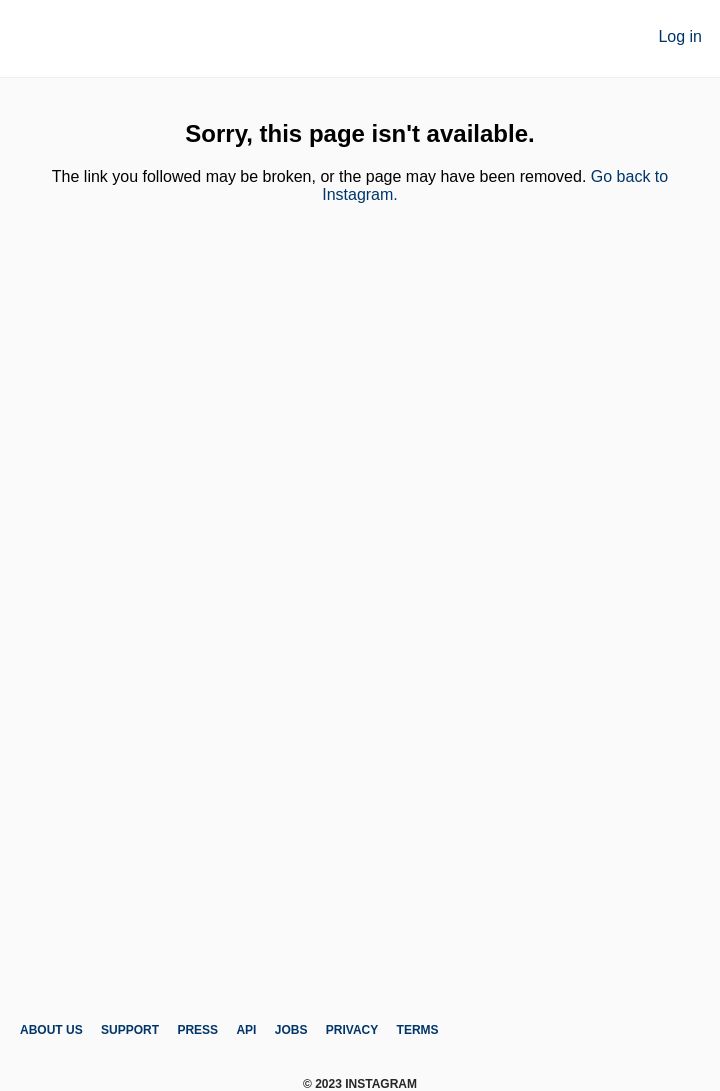 Log in
Sorry, this page isn't available.
The link you followed may be broken, or the page may have been removed. Go back to
Instagram.
ABOUT US SUPPORT PRESS API JOBS PRIVACY TERMS
© 2023 INSTAGRAM